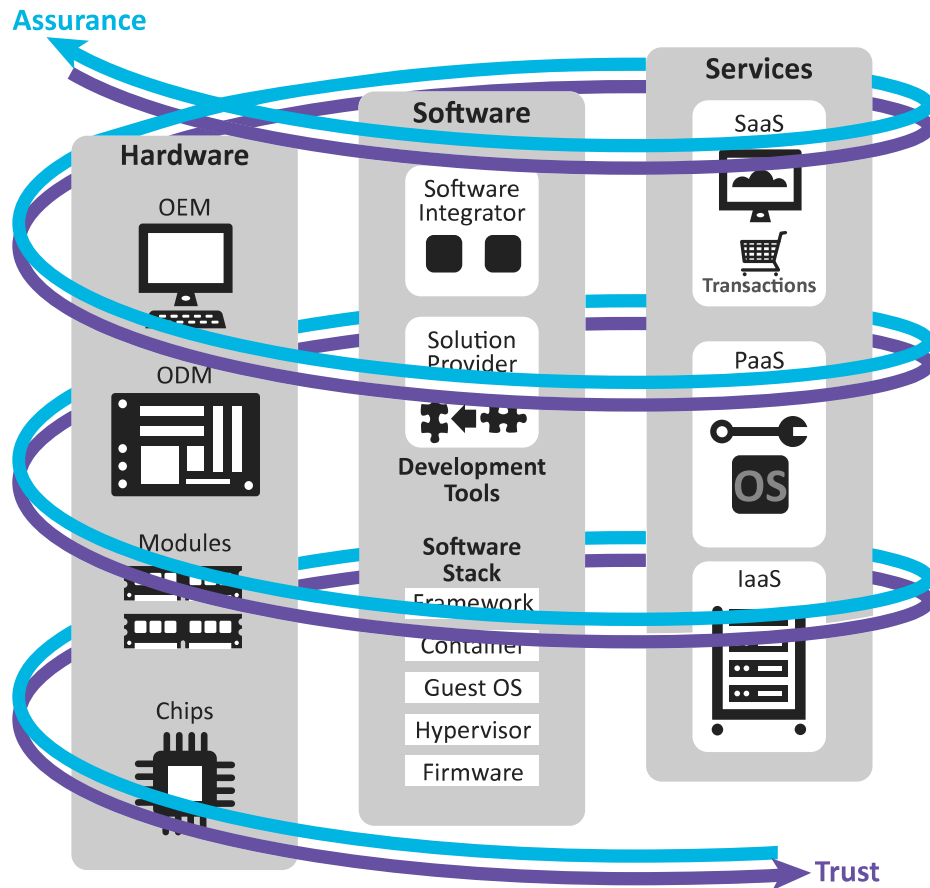 Assurance
Hardware
OEM
ODM
Modules
Chips
Software
Software
Integrator
Solution
Provider
Development
Tools
Software
Stack
Framework
Container
Guest OS
Hypervisor
Firmware
Services
SaaS
Transactions
PaaS
OS
IaaS
Trust